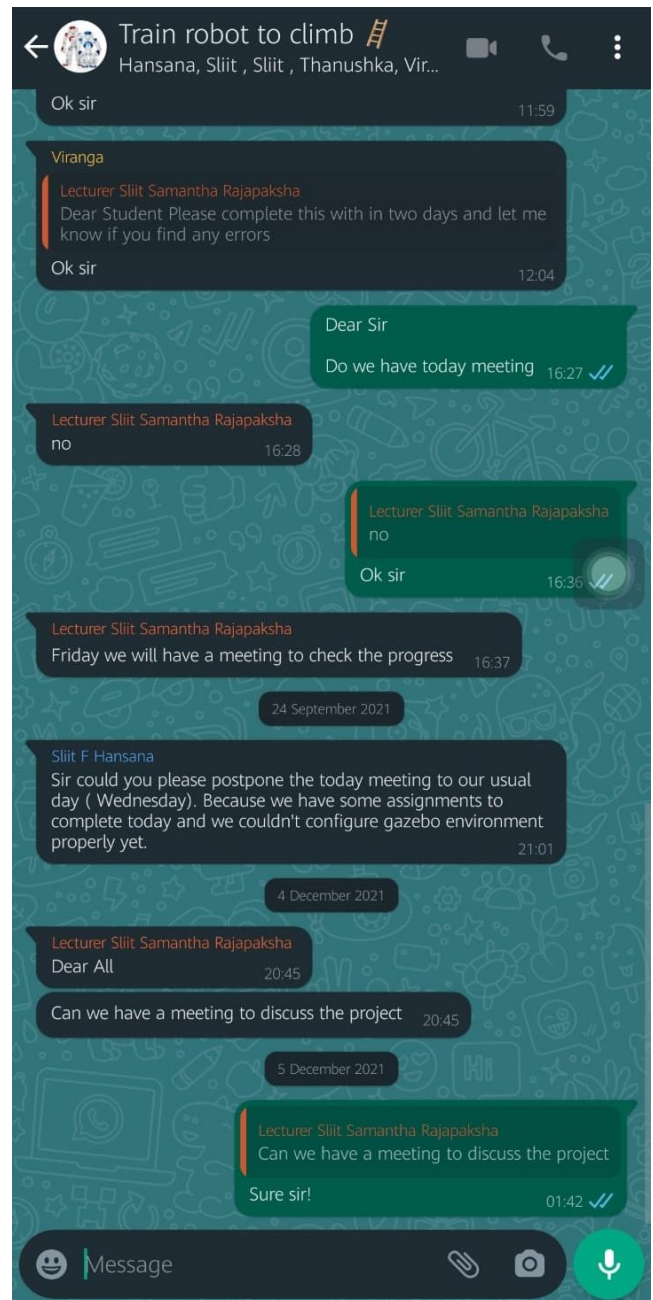 Train robot to climb 🪜
Hansana, Sliit , Sliit , Thanushka, Vir...
Ok sir
11:59
Viranga
Lecturer Sliit Samantha Rajapaksha
Dear Student Please complete this with in two days and let me
know if you find any errors
Ok sir
12:04
Dear Sir
Do we have today meeting 16:27
Lecturer Sliit Samantha Rajapaksha
no
16:28
Lecturer Sliit Samantha Rajapaksha
no
Ok sir
16:36
Lecturer Sliit Samantha Rajapaksha
Friday we will have a meeting to check the progress 16:37
24 September 2021
Sliit F Hansana
Sir could you please postpone the today meeting to our usual
day ( Wednesday). Because we have some assignments to
complete today and we couldn't configure gazebo environment
properly yet.
21:01
4 December 2021
Lecturer Sliit Samantha Rajapaksha
Dear All
20:45
Can we have a meeting to discuss the project 20:45
5 December 2021
Lecturer Sliit Samantha Rajapaksha
Can we have a meeting to discuss the project
Sure sir!
01:42
Message